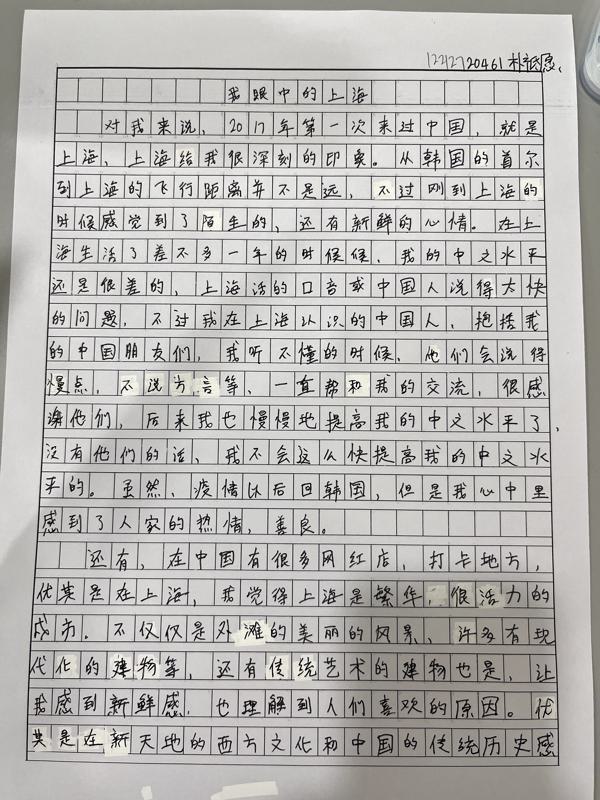 1221720461 朴祗愿.
我眼中的上海
对我来说，2017年第一次来过中国，就是
上海，上海给我很深刻的印象。从韩国的首尔
到上海的飞行距离并不是远，不过刚到上海的
时候感觉到了陌生的，还有新鲜的心情。在上
海生活了差不多一年的时候候，我的中文水平
还是很差的，上海话的口音或中国人说得太快
的问题，不过我在上海认识的中国人，抱括我
的中国朋友们，我听不懂的时候，他们会说得
慢点，不说方言等，一直帮和我的交流，很感
谢他们，后来我也慢慢地提高我的中文水平了，
没有他们的话，我不会这么快提高我的中文水
平的。虽然，疫情以后回韩国，但是我心中里
感到了人家的热情，善良。
还有，在中国有很多网红店，打卡地方，
优其是在上海，我觉得上海是繁华，很活力的
成市。不仅仅是外滩的美丽的风景，许多有现
代化的建物等，还有传统艺术的建物也是，让
我感到新鲜感，也理解到人们喜欢的原因。优
其是在新天地的西方文化和中国的传统历史感